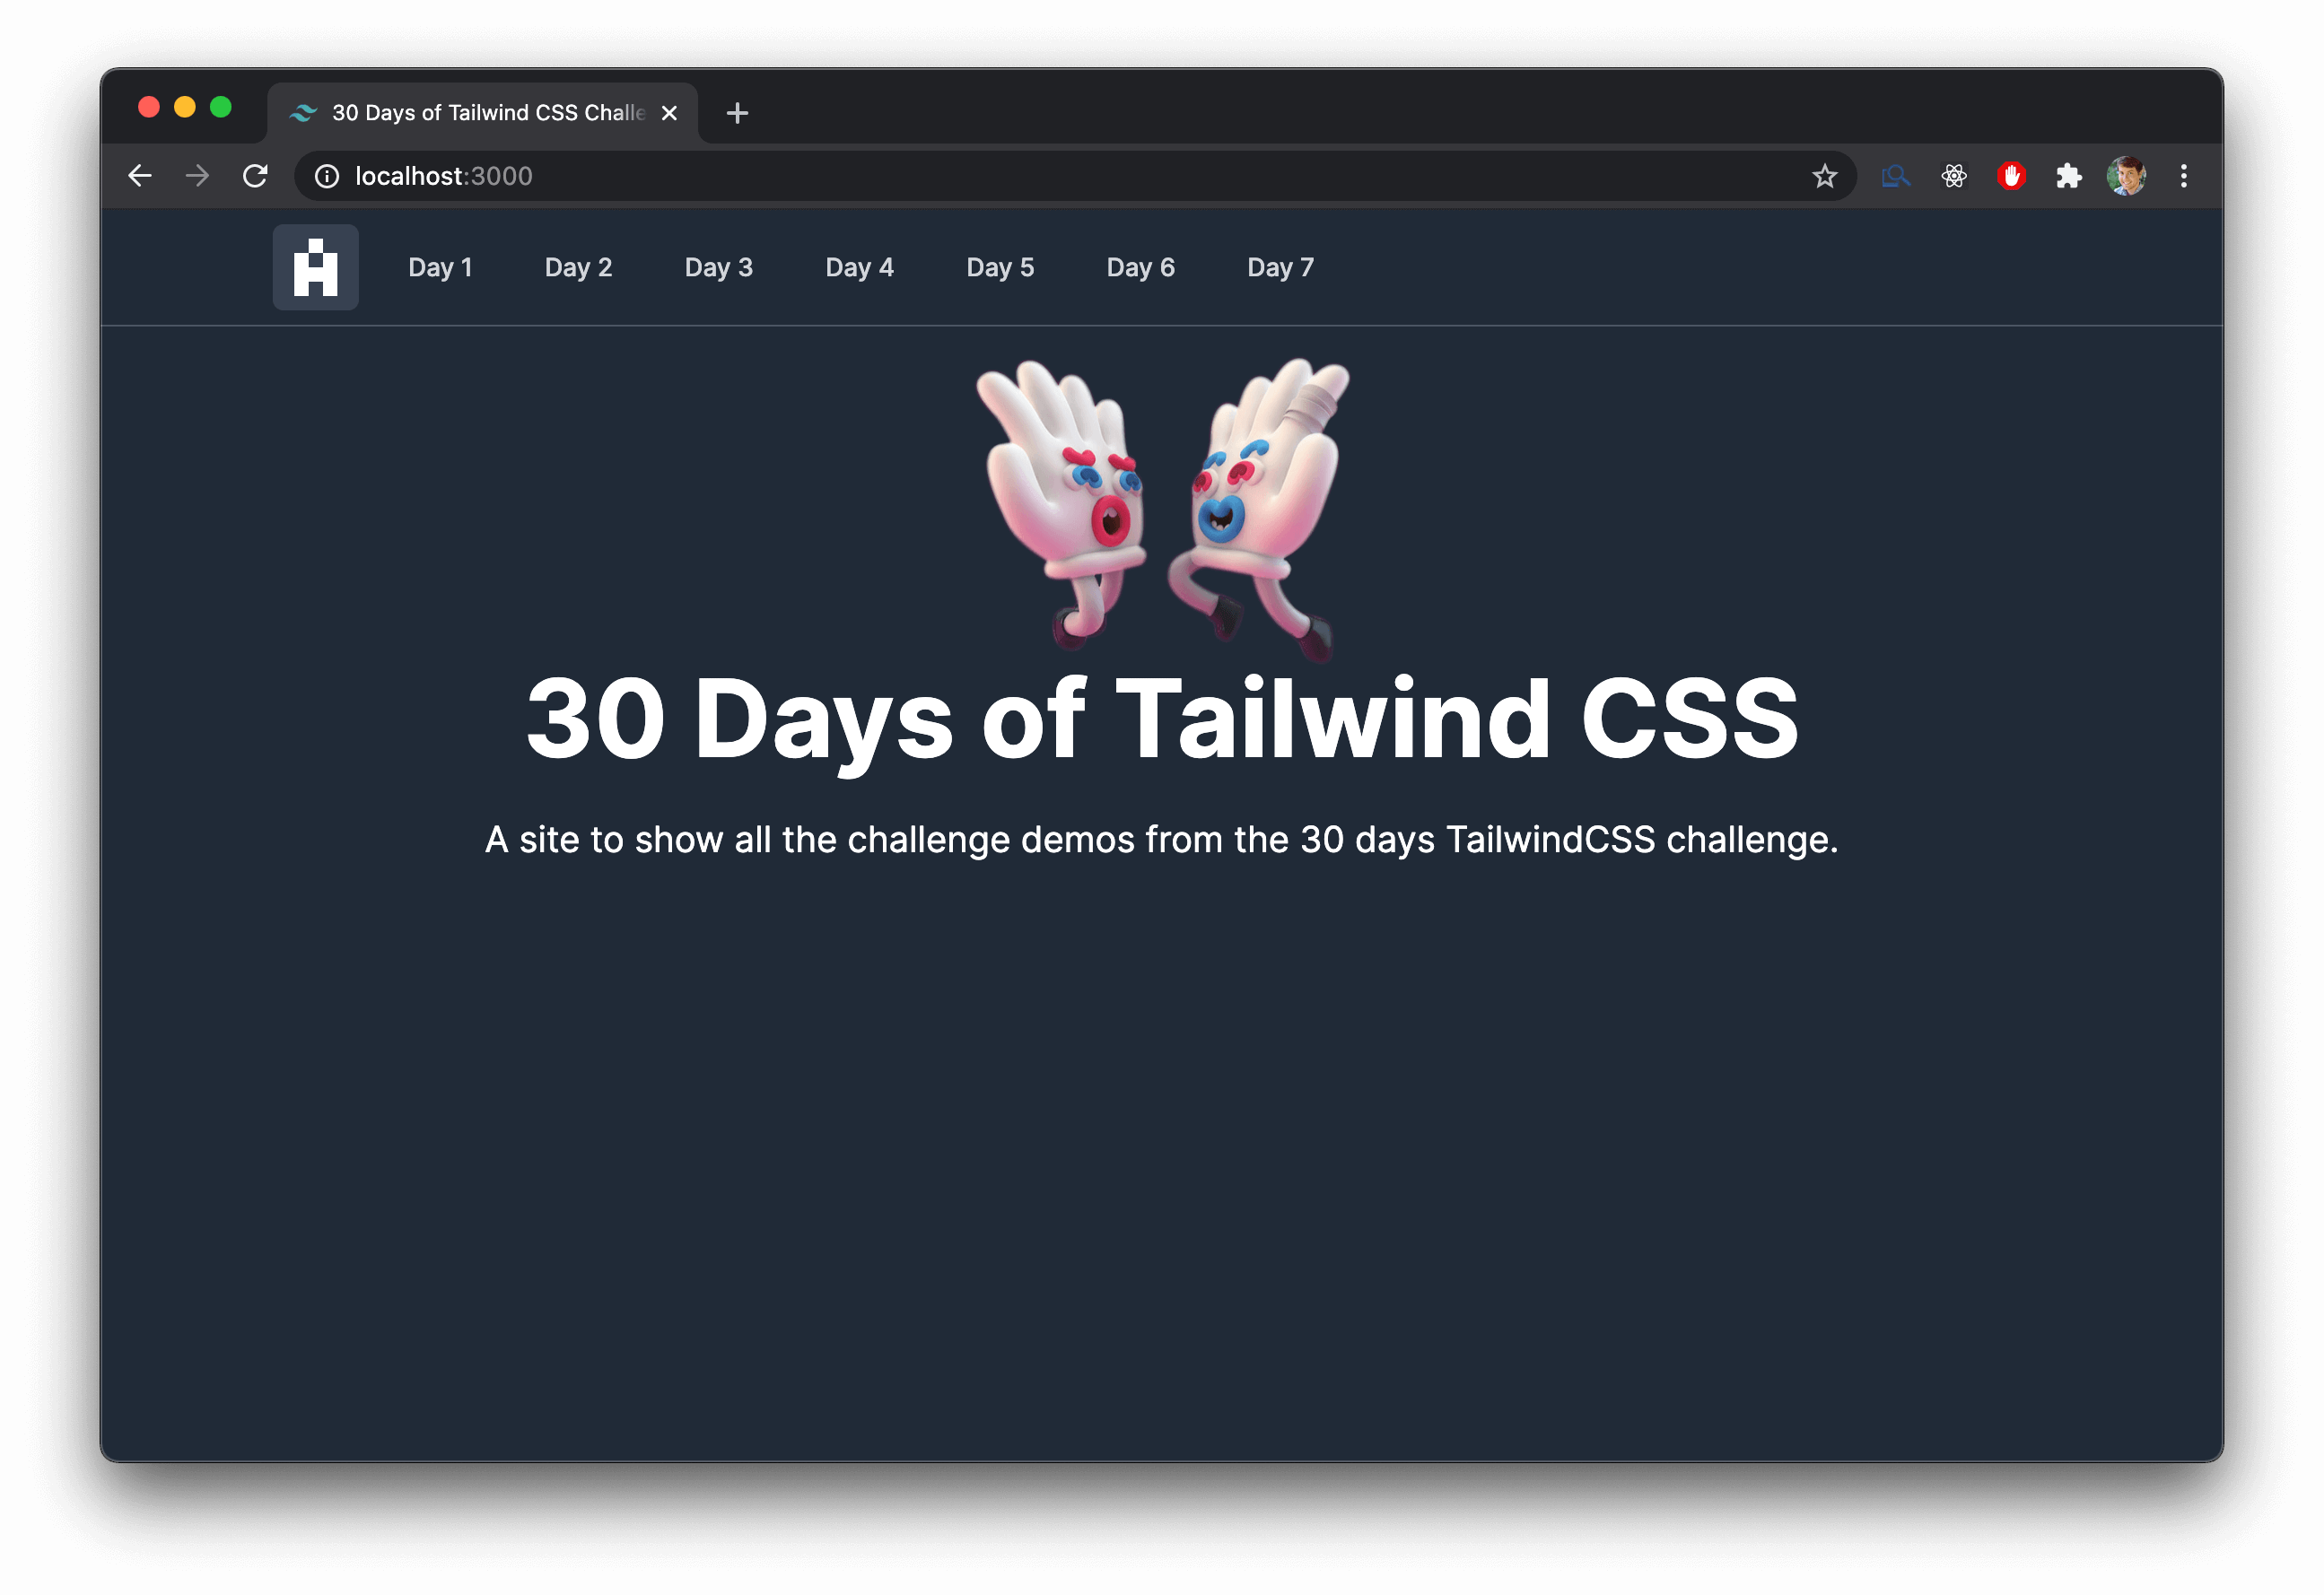 30 Days of Tailwind CSS Challe
localhost:3000
Day 1 Day 2 Day 3 Day 4 Day 5 Day 6 Day 7
30 Days of Tailwind CSS
A site to show all the challenge demos from the 30 days TailwindCSS challenge.